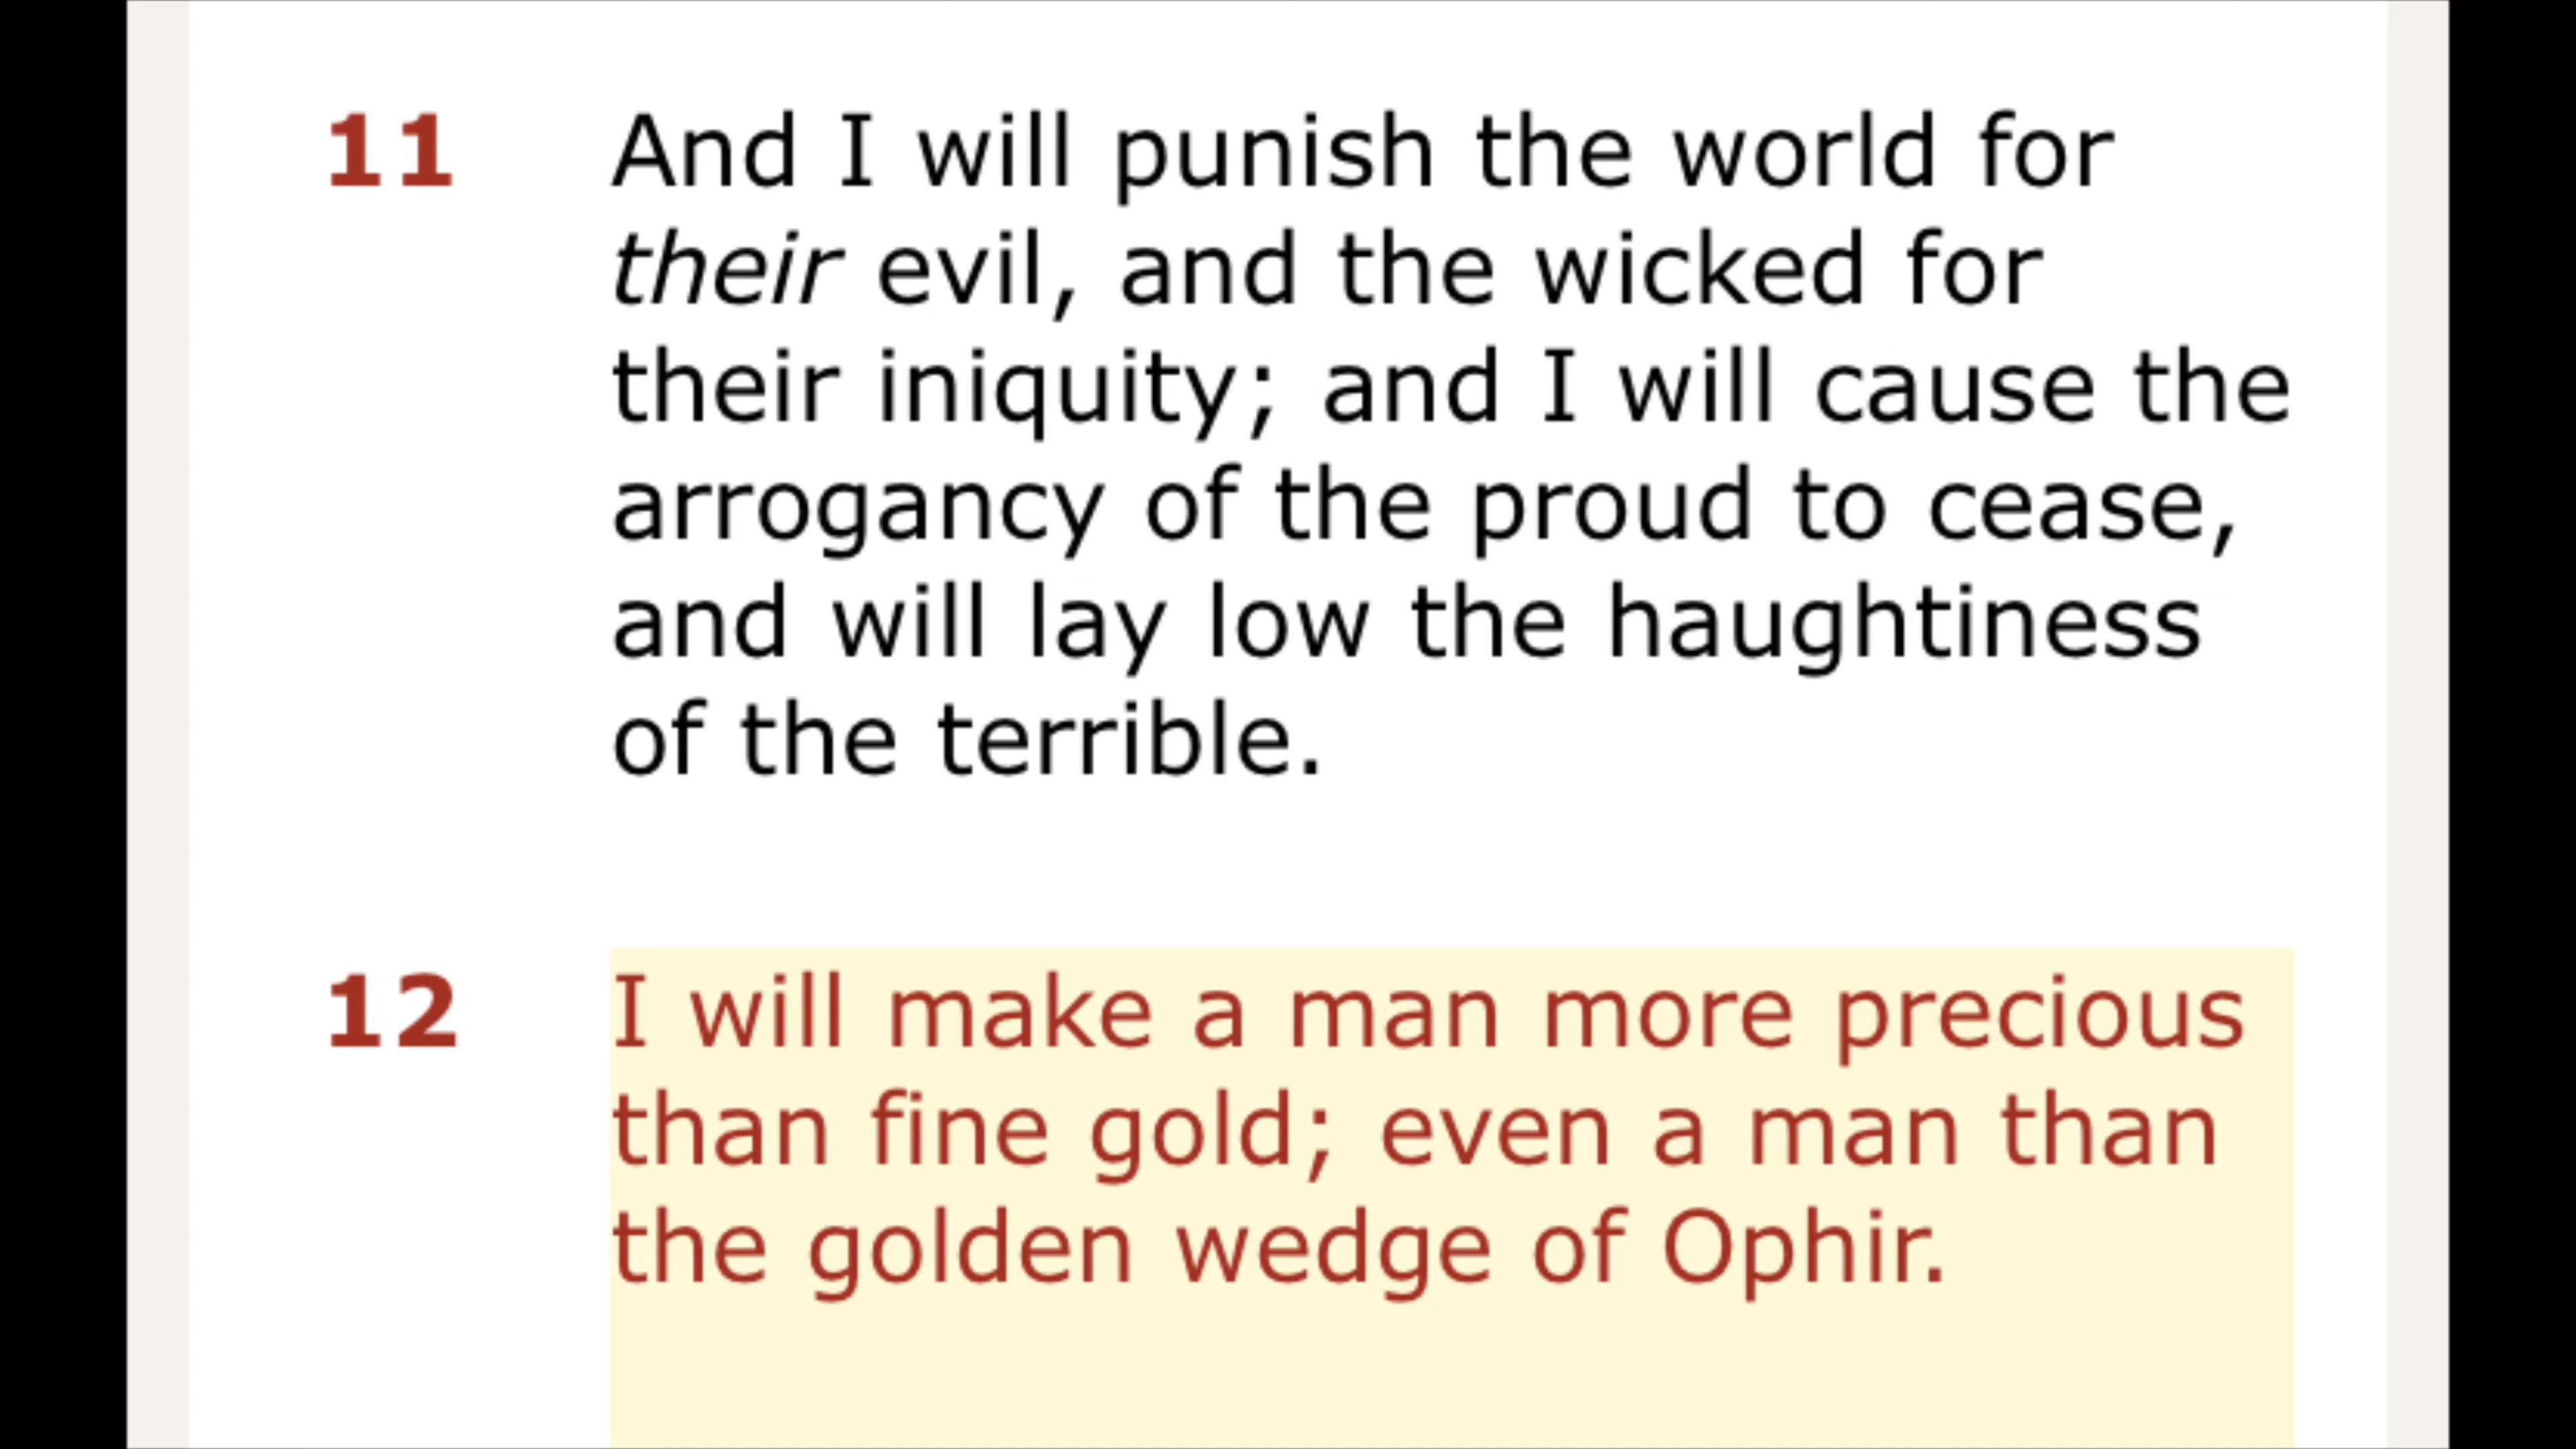 11 And I will punish the world for
their evil, and the wicked for
their iniquity; and I will cause the
arrogancy of the proud to cease,
and will lay low the haughtiness
of the terrible.
12 I will make a man more precious
than fine gold; even a man than
the golden wedge of Ophir.